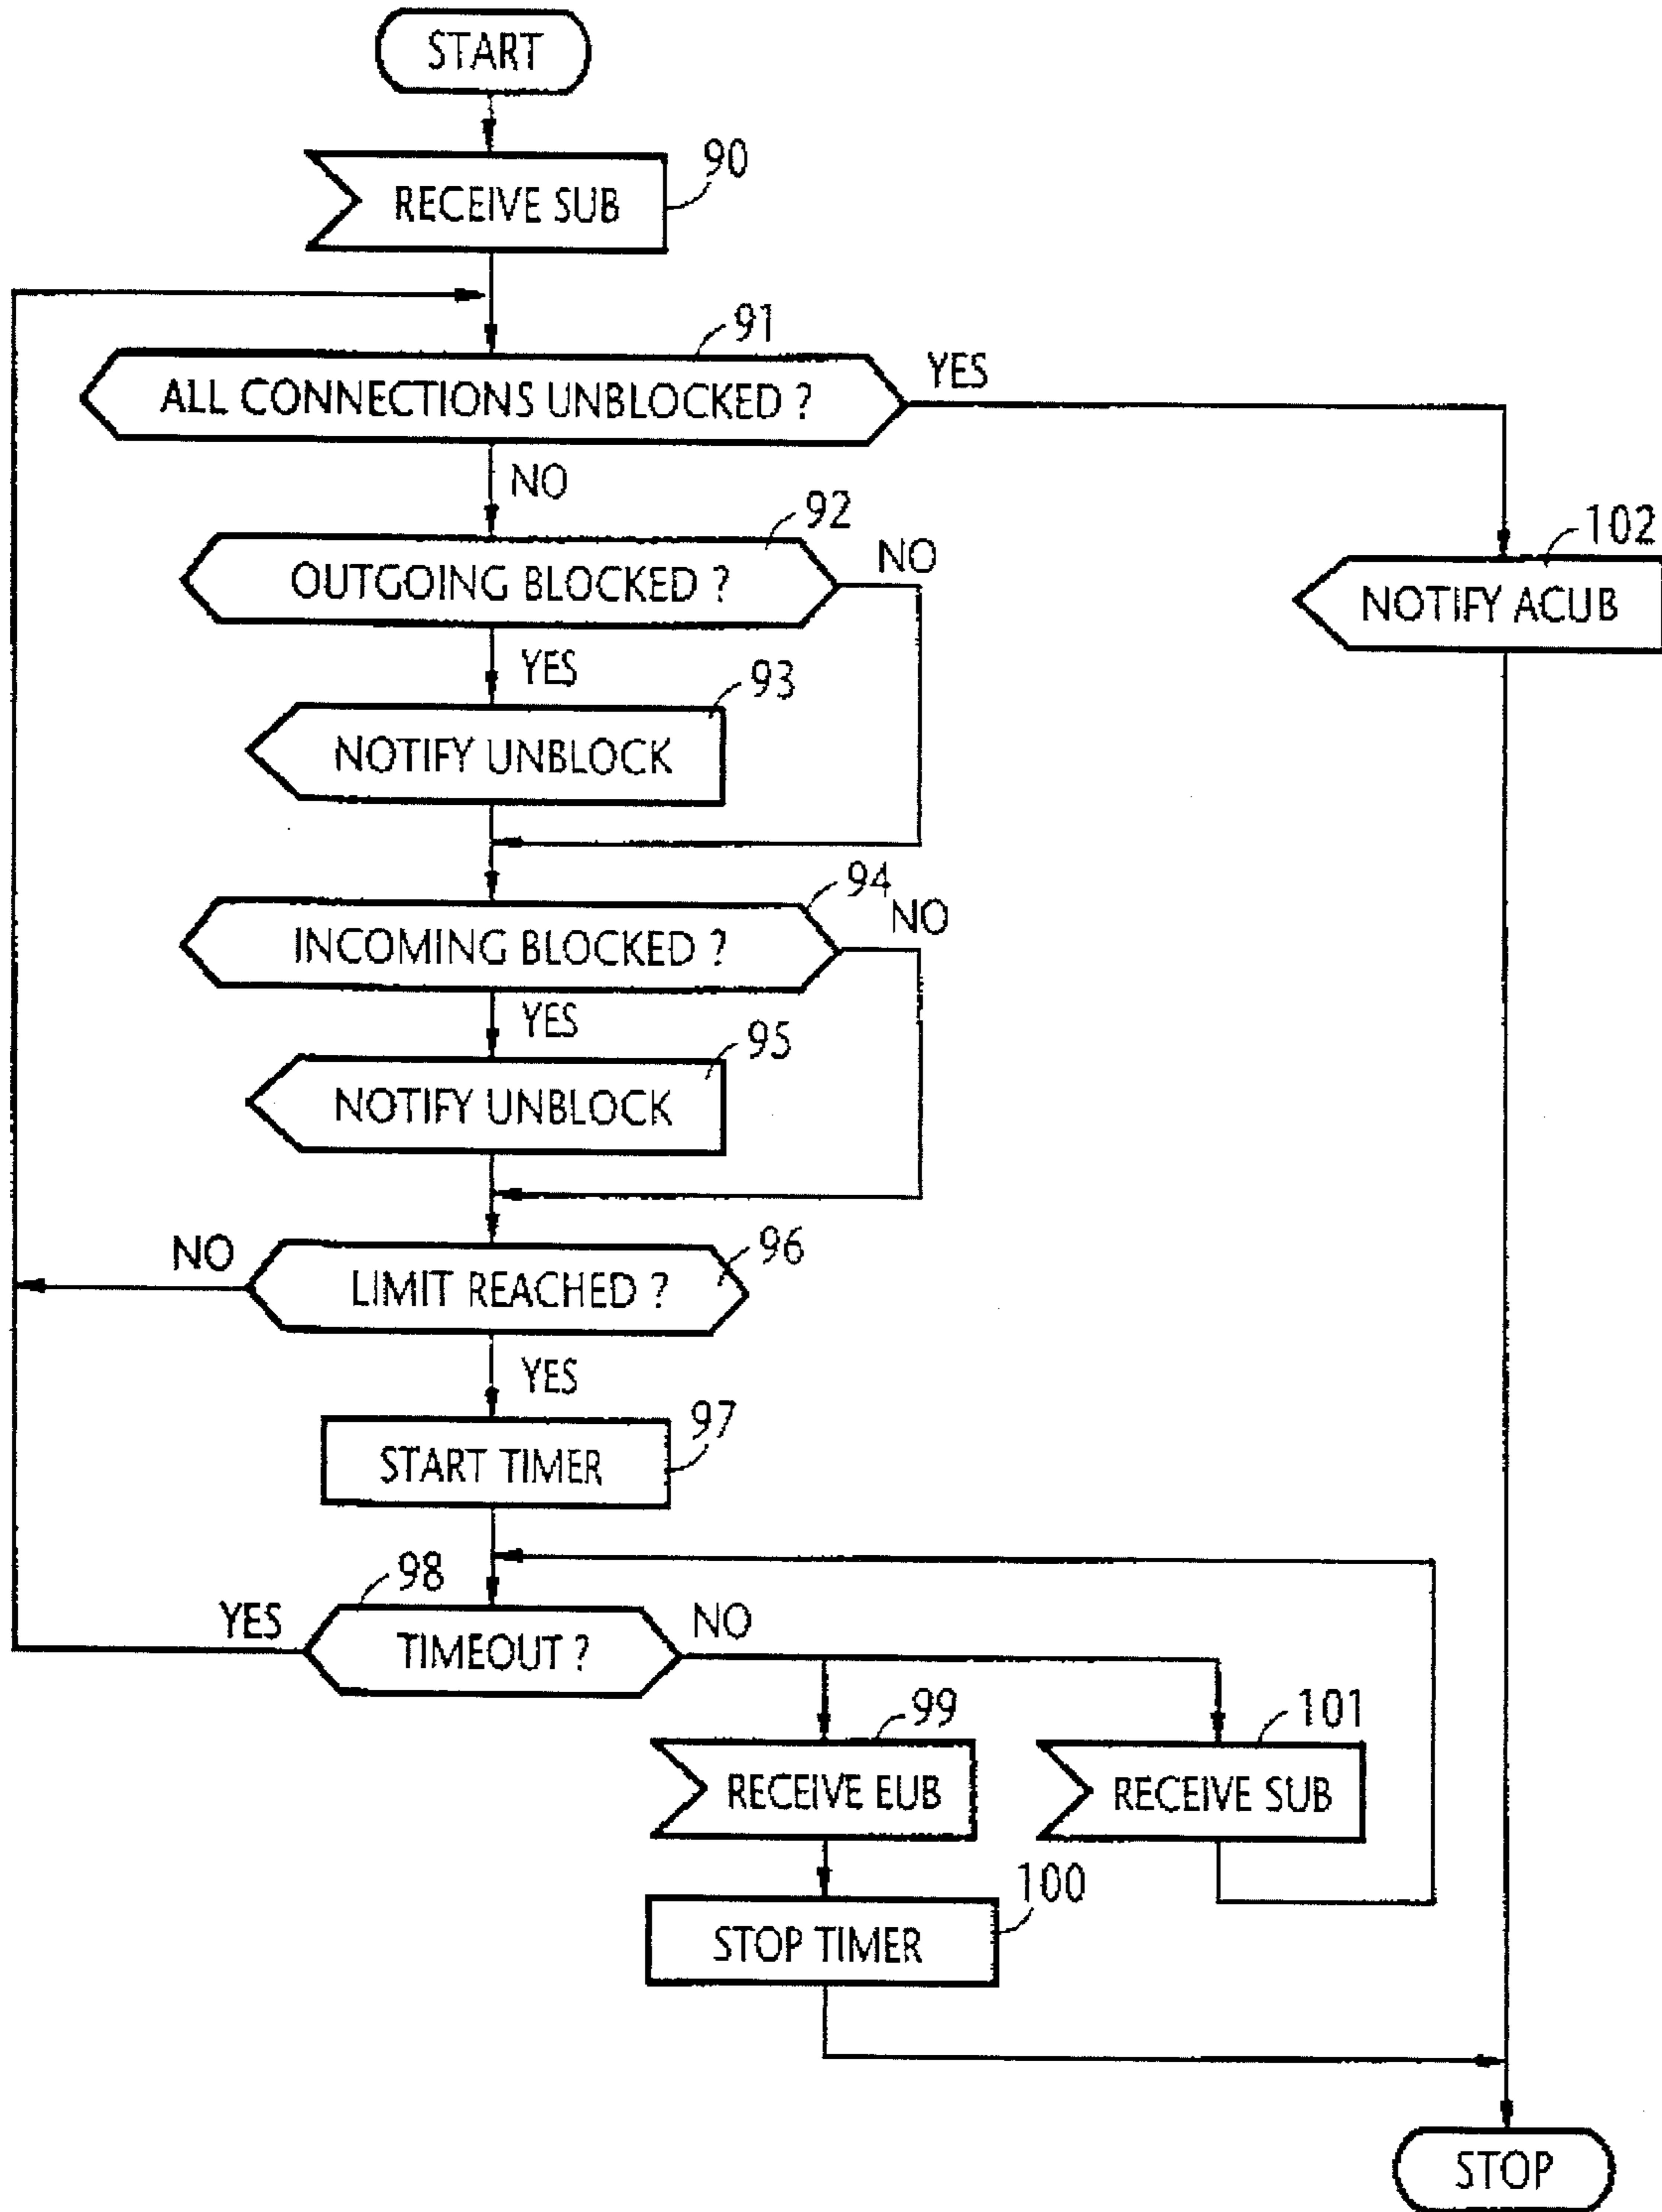 START
90
RECEIVE SUB
91
ALL CONNECTIONS UNBLOCKED ?
YES
NO
92
OUTGOING BLOCKED ?
NO
102
NOTIFY ACUB
YES
93
NOTIFY UNBLOCK
94
INCOMING BLOCKED ?
NO
YES
95
NOTIFY UNBLOCK
NO
96
LIMIT REACHED ?
YES
97
START TIMER
98
YES
TIMEOUT ?
NO
99
RECEIVE EUB
101
RECEIVE SUB
100
STOP TIMER
STOP